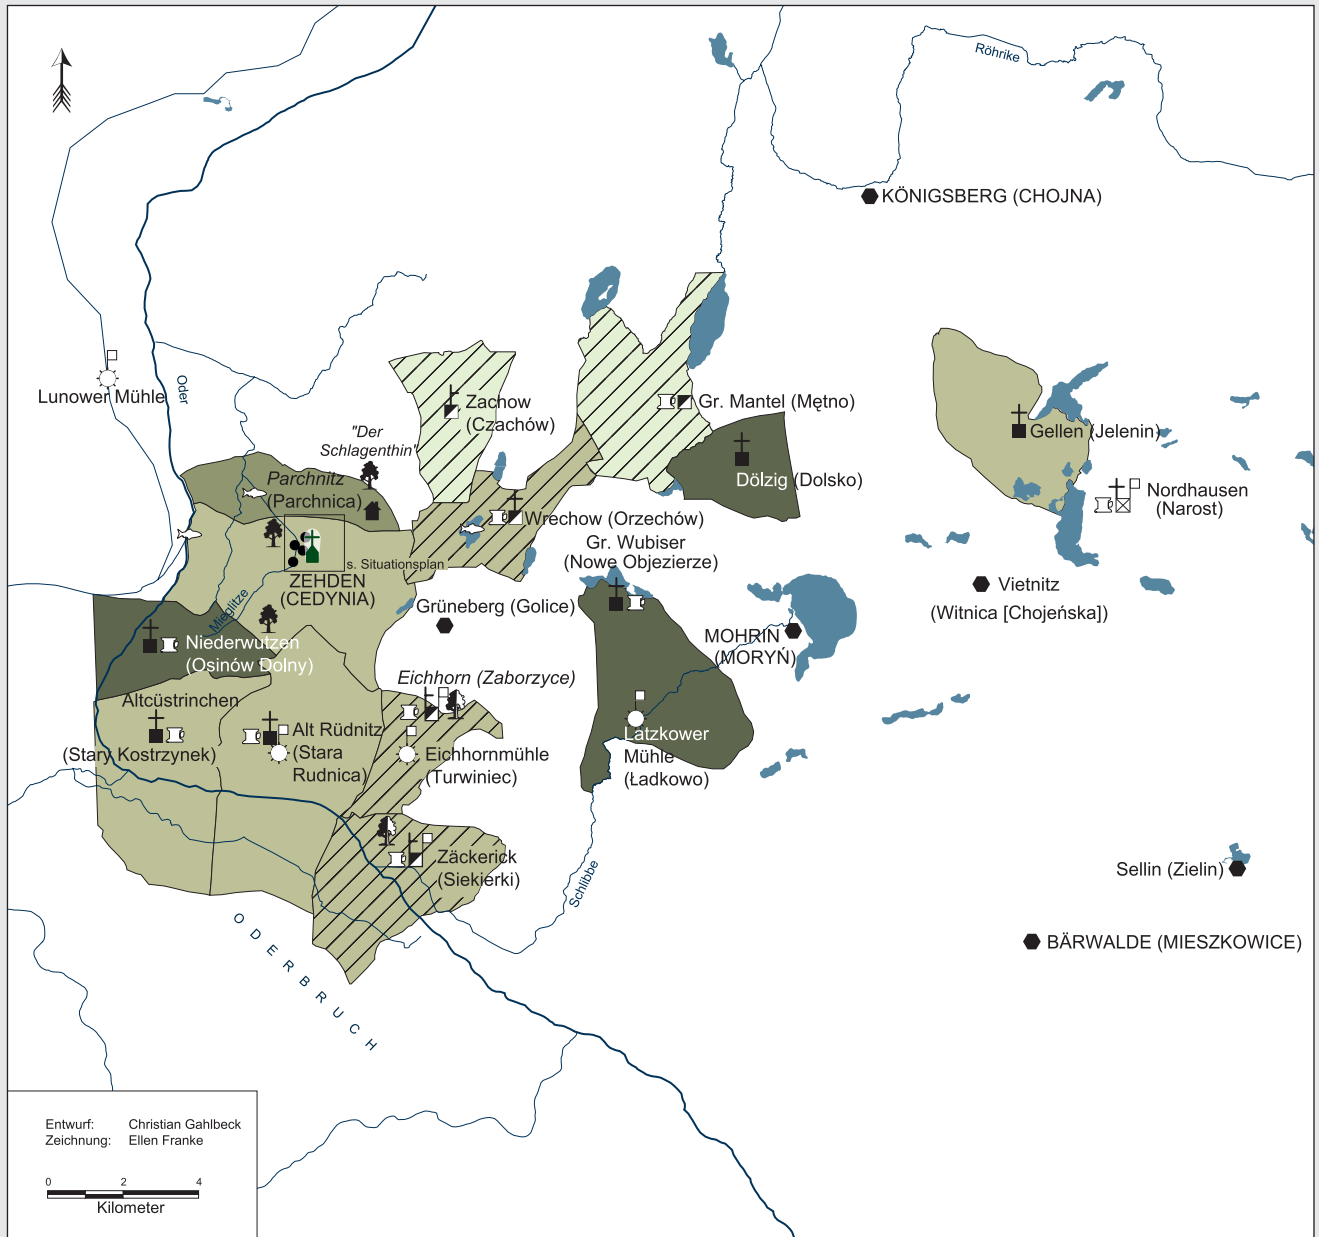 Röhrike
KÖNIGSBERG (CHOJNA)
Oder
Lunower Mühle
Zachow
(Czachów)
Gr. Mantel (Mętno)
"Der
Schlagenthin"
Gellen (Jelenin)
Parchnitz
(Parchnica)
Dölzig (Dolsko)
Nordhausen
(Narost)
Wrechow (Orzechów)
Gr. Wubiser
(Nowe Objezierze)
s. Situationsplan
ZEHDEN
(CEDYNIA)
Mieglitze
Grüneberg (Golice)
Vietnitz
(Witnica [Chojeńska])
MOHRIN
(MORYŃ)
Niederwutzen
(Osinów Dolny)
Eichhorn (Zaborzyce)
Altcüstrinchen
(Stary Kostrzynek)
Alt Rüdnitz
(Stara
Rudnica)
Eichhornmühle
(Turwiniec)
Latzkower
Mühle
(Ładkowo)
Zäckerick
(Siekierki)
Schlibbe
Sellin (Zielin)
BÄRWALDE (MIESZKOWICE)
ODERBRUCH
Entwurf: Christian Gahlbeck
Zeichnung: Ellen Franke
0 2 4
Kilometer